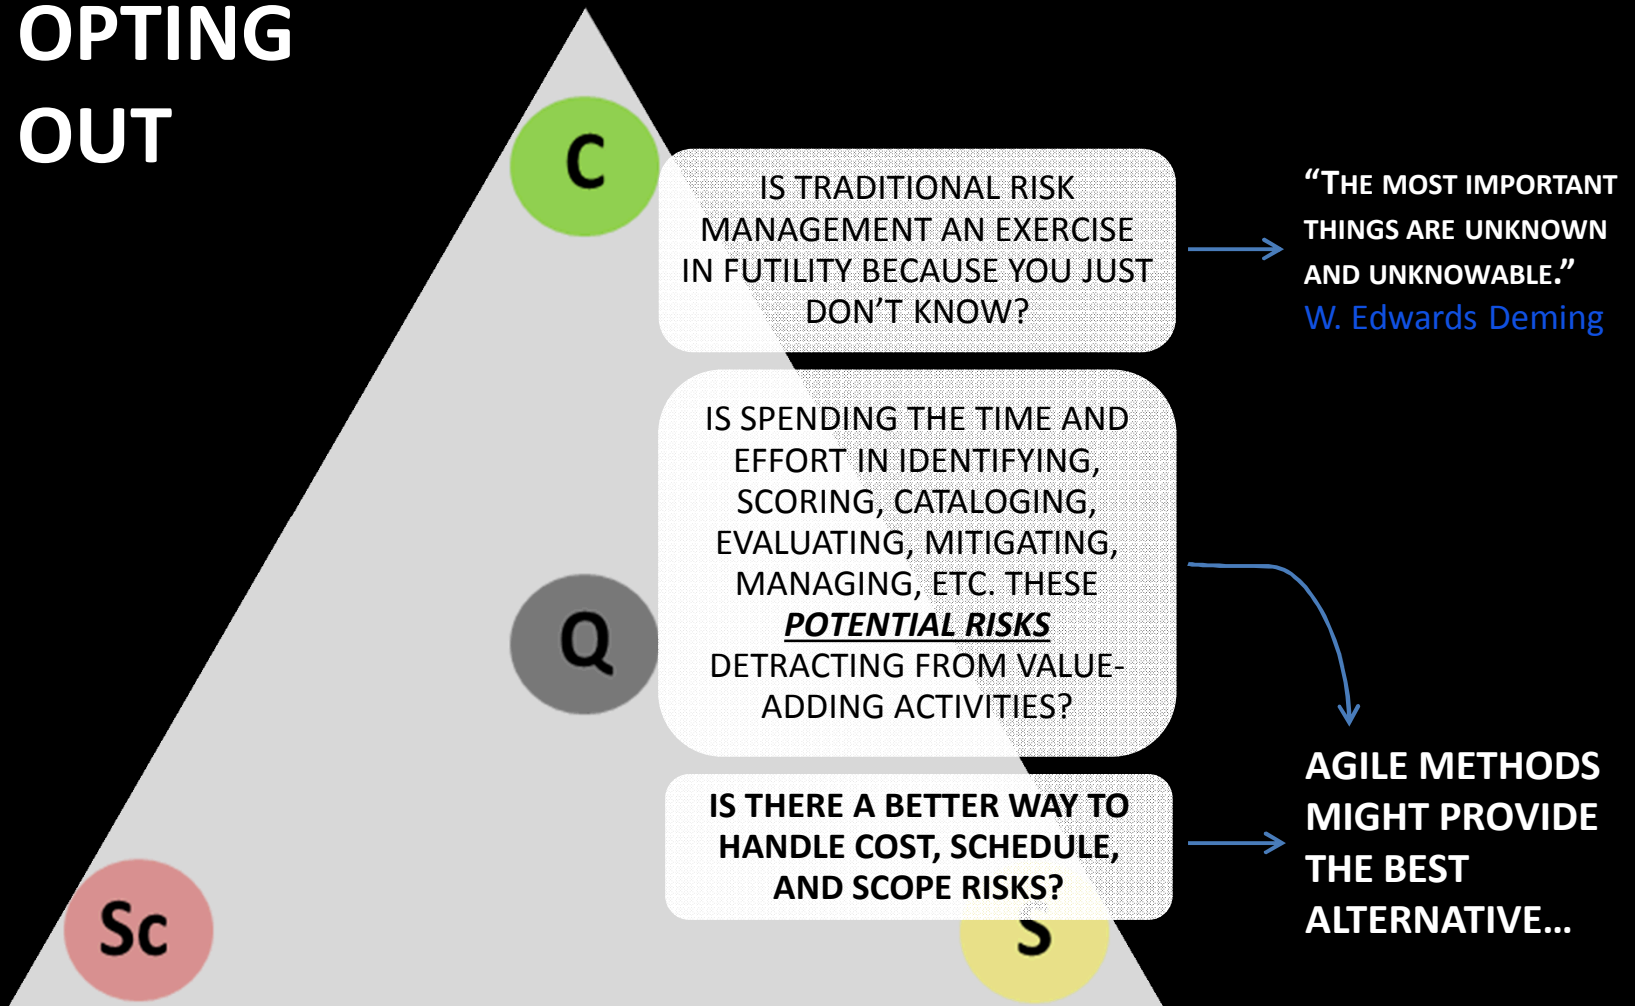 OPTING
OUT
C
IS TRADITIONAL RISK
MANAGEMENT AN EXERCISE
IN FUTILITY BECAUSE YOU JUST
DON'T KNOW?
“THE MOST IMPORTANT
THINGS ARE UNKNOWN
AND UNKNOWABLE.”
W. Edwards Deming
Q
IS SPENDING THE TIME AND
EFFORT IN IDENTIFYING,
SCORING, CATALOGING,
EVALUATING, MITIGATING,
MANAGING, ETC. THESE
POTENTIAL RISKS
DETRACTING FROM VALUE-
ADDING ACTIVITIES?
IS THERE A BETTER WAY TO
HANDLE COST, SCHEDULE,
AND SCOPE RISKS?
AGILE METHODS
MIGHT PROVIDE
THE BEST
ALTERNATIVE…
Sc
S